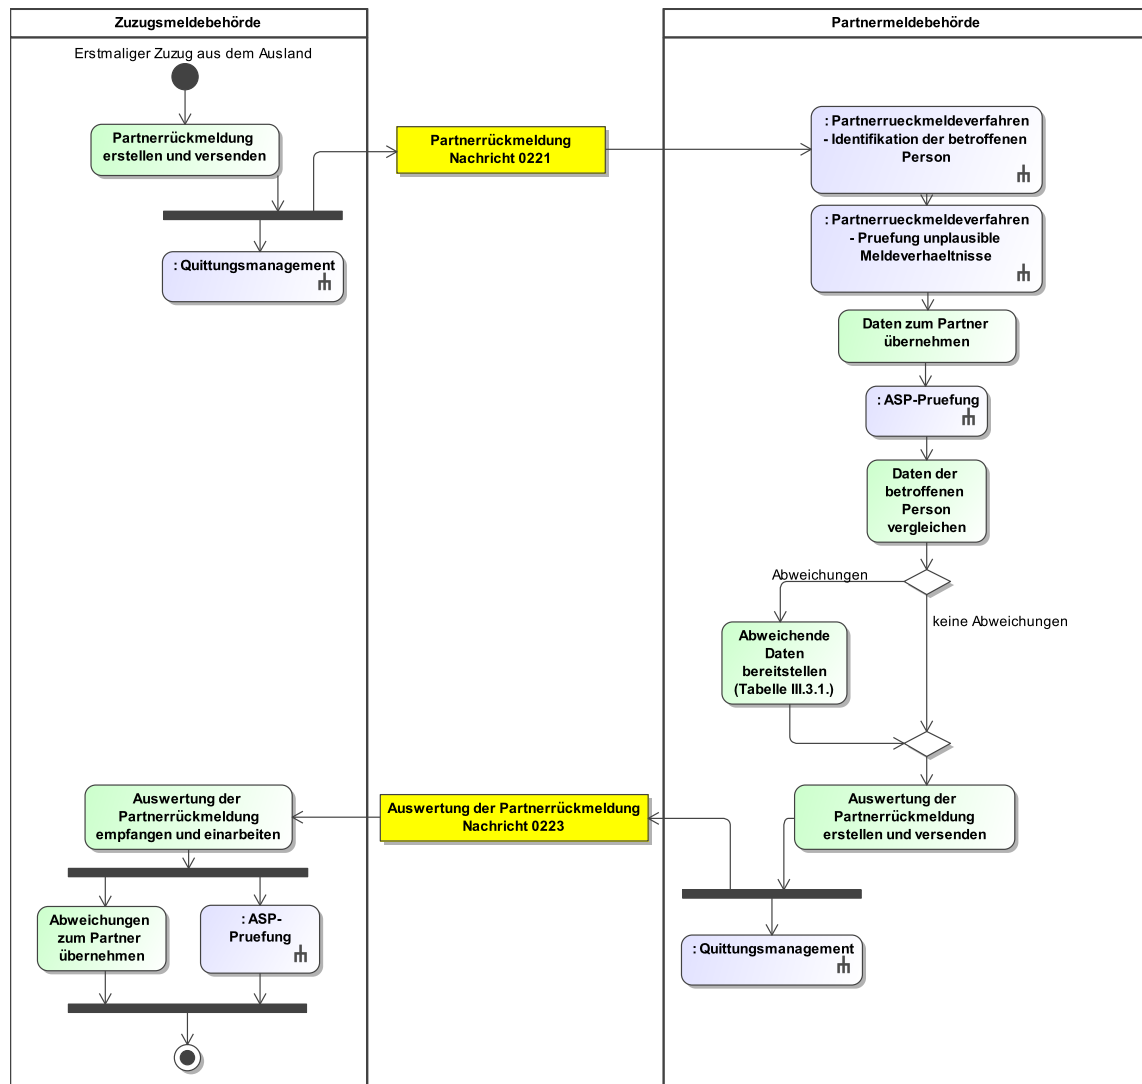 Zuzugsmeldebehörde
Partnermeldebehörde
Erstmaliger Zuzug aus dem Ausland
Partnerrückmeldung
erstellen und versenden
: Quittungsmanagement
Partnerrückmeldung
Nachricht 0221
: Partnerrueckmeldeverfahren
- Identifikation der betroffenen
Person
: Partnerrueckmeldeverfahren
- Pruefung unplausible
Meldeverhaeltnisse
Daten zum Partner
übernehmen
: ASP-Pruefung
Daten der
betroffenen
Person
vergleichen
Abweichungen
keine Abweichungen
Abweichende
Daten
bereitstellen
(Tabelle III.3.1.)
Auswertung der
Partnerrückmeldung
erstellen und versenden
: Quittungsmanagement
Auswertung der Partnerrückmeldung
Nachricht 0223
Auswertung der
Partnerrückmeldung
empfangen und einarbeiten
Abweichungen
zum Partner
übernehmen
: ASP-
Pruefung